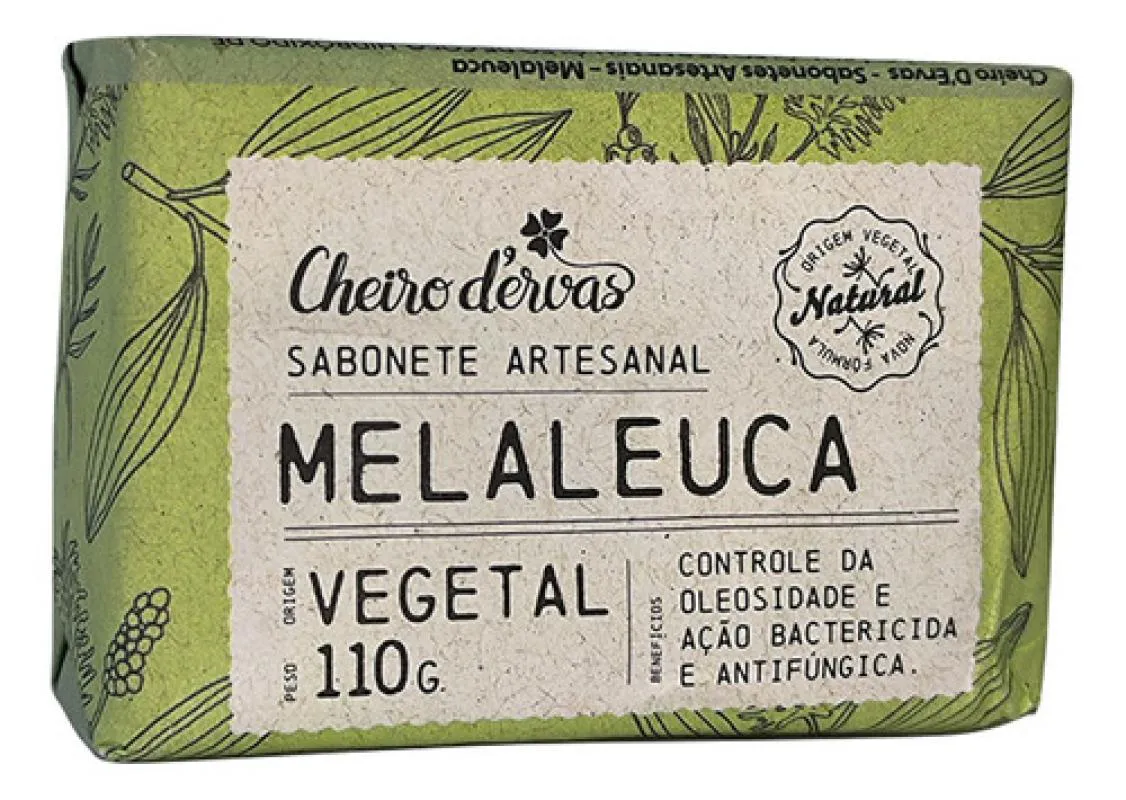 Cheiro D'Ervas - Sabonetes Artesanais - Melaleuca
Cheiro d'ervas
SABONETE ARTESANAL
ORIGEM VEGETAL
Natural
NOVA FORMULA
MELALEUCA
ORIGEM
VEGETAL
PESO
110G.
BENEFÍCIOS
CONTROLE DA
OLEOSIDADE E
AÇÃO BACTERICIDA
E ANTIFÚNGICA.